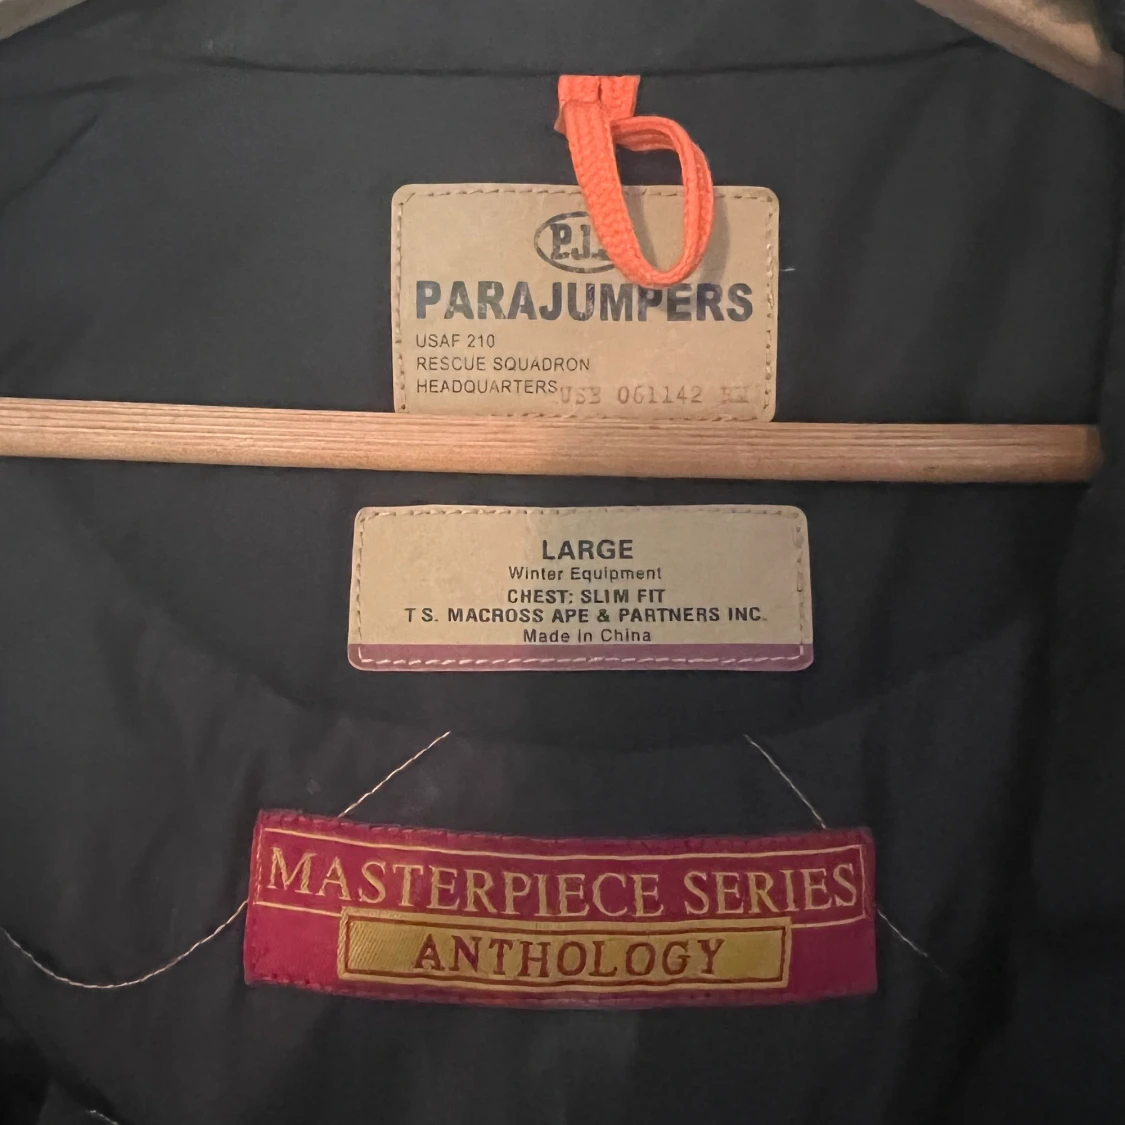 PARAJUMPERS
USAF 210
RESCUE SQUADRON
HEADQUARTERS
061142
LARGE
Winter Equipment
CHEST: SLIM FIT
T S. MACROSS APE & PARTNERS INC.
Made in China
MASTERPIECE SERIES
ANTHOLOGY